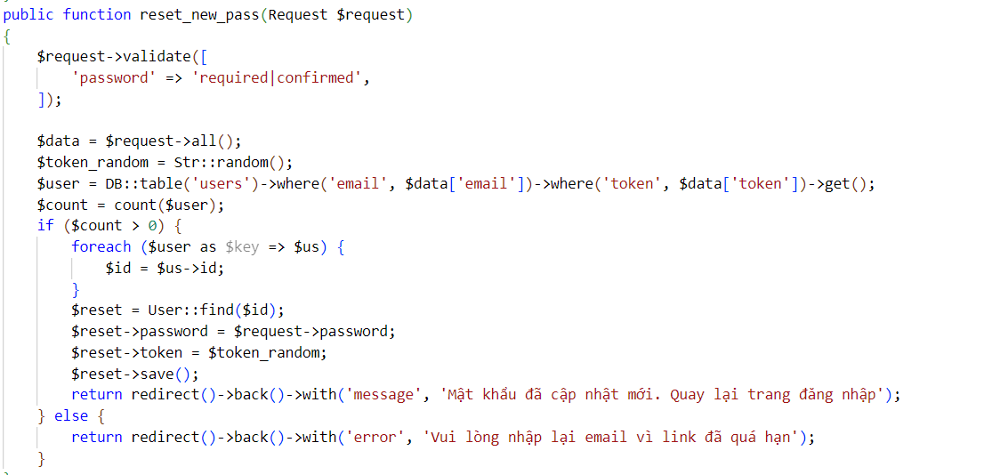 public function reset_new_pass(Request $request)
{
    $request->validate([
        'password' => 'required|confirmed',
    ]);

    $data = $request->all();
    $token_random = Str::random();
    $user = DB::table('users')->where('email', $data['email'])->where('token', $data['token'])->get();
    $count = count($user);
    if ($count > 0) {
        foreach ($user as $key => $us) {
            $id = $us->id;
        }
        $reset = User::find($id);
        $reset->password = $request->password;
        $reset->token = $token_random;
        $reset->save();
        return redirect()->back()->with('message', 'Mật khẩu đã cập nhật mới. Quay lại trang đăng nhập');
    } else {
        return redirect()->back()->with('error', 'Vui lòng nhập lại email vì link đã quá hạn');
    }